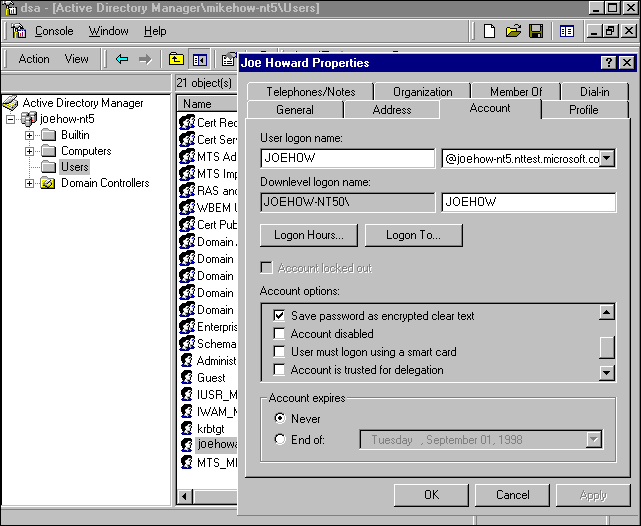 dsa - [Active Directory Manager\mikehow-nt5\Users]
Console Window Help
Action View
21 object(s)
Active Directory Manager
joehow-nt5
Builtin
Computers
Users
Domain Controllers
Name
Cert Rec
Cert Serv
MTS Ad
MTS Imp
RAS and
WBEM U
Cert Pub
Domain
Domain
Domain
Domain
Domain
Enterpris
Schema
Administ
Guest
IUSR_M
IWAM_M
krbtgt
joehowa
MTS_MI
Joe Howard Properties
Telephones/Notes Organization Member Of Dial-in
General Address Account Profile
User logon name:
JOEHOW @joehow-nt5.nttest.microsoft.co
Downlevel logon name:
JOEHOW-NT50\ JOEHOW
Logon Hours... Logon To...
Account locked out
Account options:
Save password as encrypted clear text
Account disabled
User must logon using a smart card
Account is trusted for delegation
Account expires
Never
End of: Tuesday , September 01, 1998
OK Cancel Apply